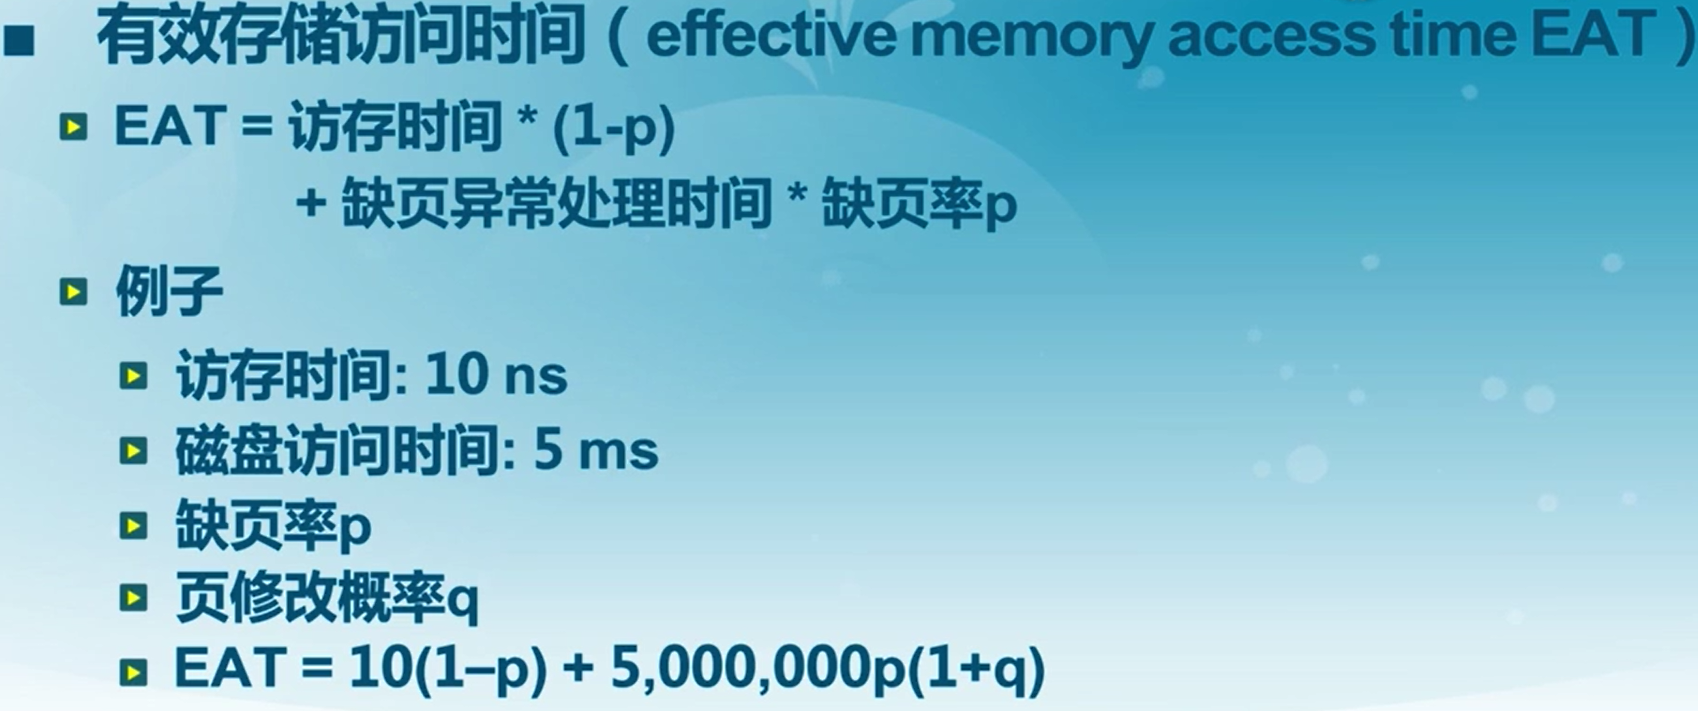 有效存储访问时间（effective memory access time EAT）
EAT = 访存时间 * (1-p)
+ 缺页异常处理时间 * 缺页率p
例子
访存时间: 10 ns
磁盘访问时间: 5 ms
缺页率p
页修改概率q
EAT = 10(1–p) + 5,000,000p(1+q)